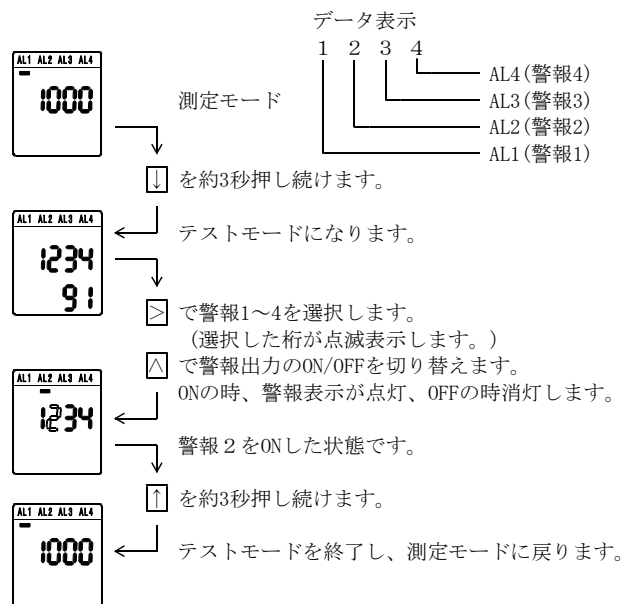 データ表示
1 2 3 4
AL4(警報4)
AL3(警報3)
AL2(警報2)
AL1(警報1)
AL1 AL2 AL3 AL4
1000
測定モード
↓ を約3秒押し続けます。
AL1 AL2 AL3 AL4
1234
91
テストモードになります。
> で警報1～4を選択します。
(選択した桁が点滅表示します。)
∧ で警報出力のON/OFFを切り替えます。
ONの時、警報表示が点灯、OFFの時消灯します。
AL1 AL2 AL3 AL4
1234
警報２をONした状態です。
↑ を約3秒押し続けます。
AL1 AL2 AL3 AL4
1000
テストモードを終了し、測定モードに戻ります。